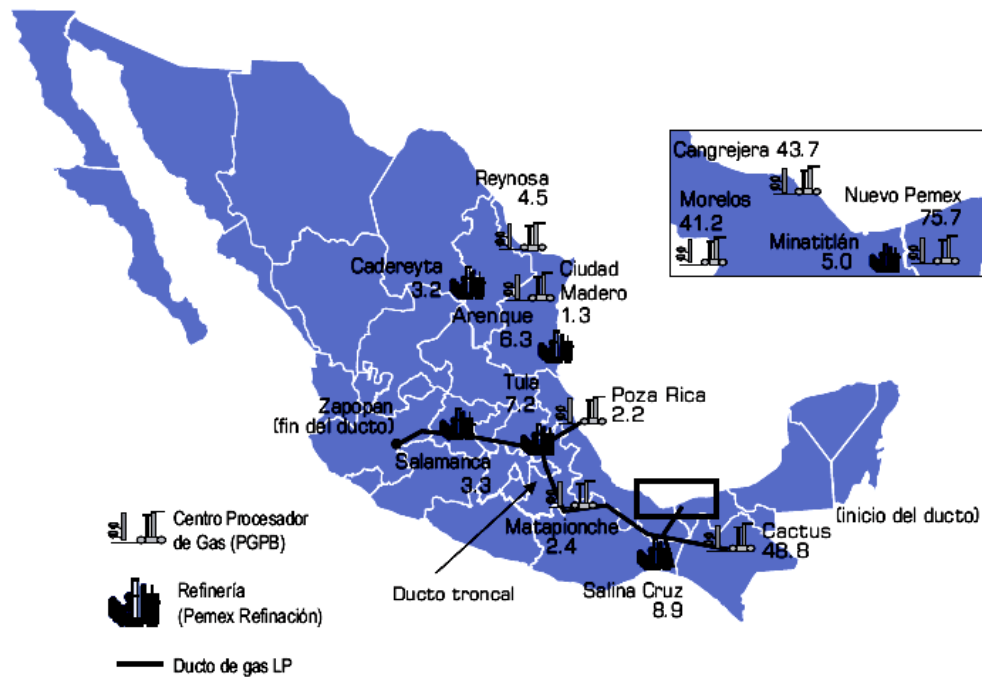 Cangrejera 43.7
Morelos
41.2
Nuevo Pemex
75.7
Minatitlán
5.0
Reynosa
4.5
Cadereyta
3.2
Ciudad
Madero
1.3
Arenque
6.3
Tula
7.2
Poza Rica
2.2
Zapopan
(fin del ducto)
Salamanca
3.3
Matapionche
2.4
(inicio del ducto)
Cactus
48.8
Salina Cruz
8.9
Ducto troncal
Centro Procesador
de Gas (PGPB)
Refinería
(Pemex Refinación)
Ducto de gas LP